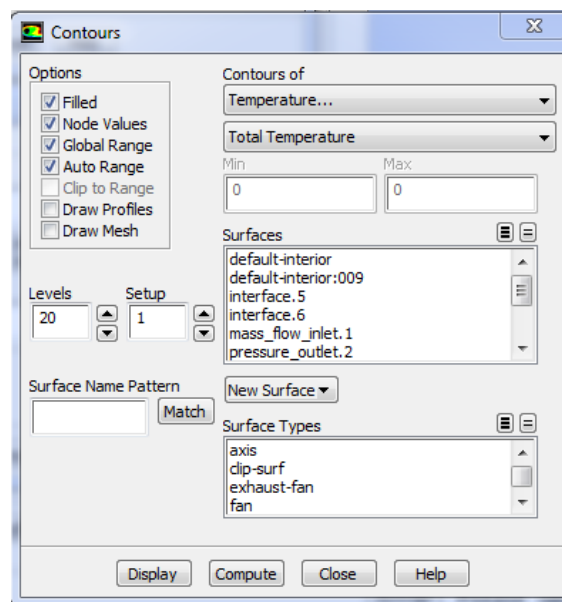 Contours
Options
Filled
Node Values
Global Range
Auto Range
Clip to Range
Draw Profiles
Draw Mesh
Levels
Setup
20
1
Surface Name Pattern
Match
Contours of
Temperature...
Total Temperature
Min
Max
0
0
Surfaces
default-interior
default-interior:009
interface.5
interface.6
mass_flow_inlet.1
pressure_outlet.2
New Surface
Surface Types
axis
clip-surf
exhaust-fan
fan
Display
Compute
Close
Help